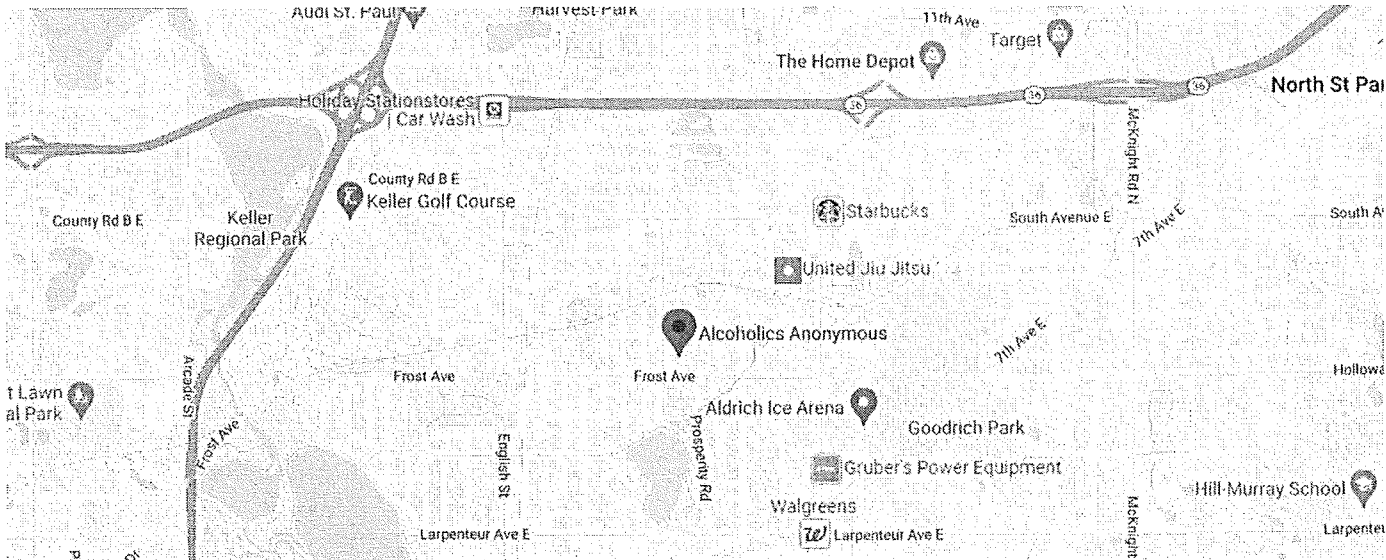 Audi St. Paul
Harvest Park
11th Ave
Target
The Home Depot
36
36
36
North St Pau
Holiday Stationstores
| Car Wash
McKnight Rd N
County Rd B E
Keller Golf Course
County Rd B E
Keller
Regional Park
Starbucks
South Avenue E
7th Ave E
South A
United Jiu Jitsu
Alcoholics Anonymous
7th Ave E
Arcade St
Frost Ave
Frost Ave
Hollowa
t Lawn
al Park
Aldrich Ice Arena
Goodrich Park
Frost Ave
English St
Prosperity Rd
Gruber's Power Equipment
Hill-Murray School
Walgreens
McKnight
Larpenteur Ave E
W
Larpenteur Ave E
Larpenteu